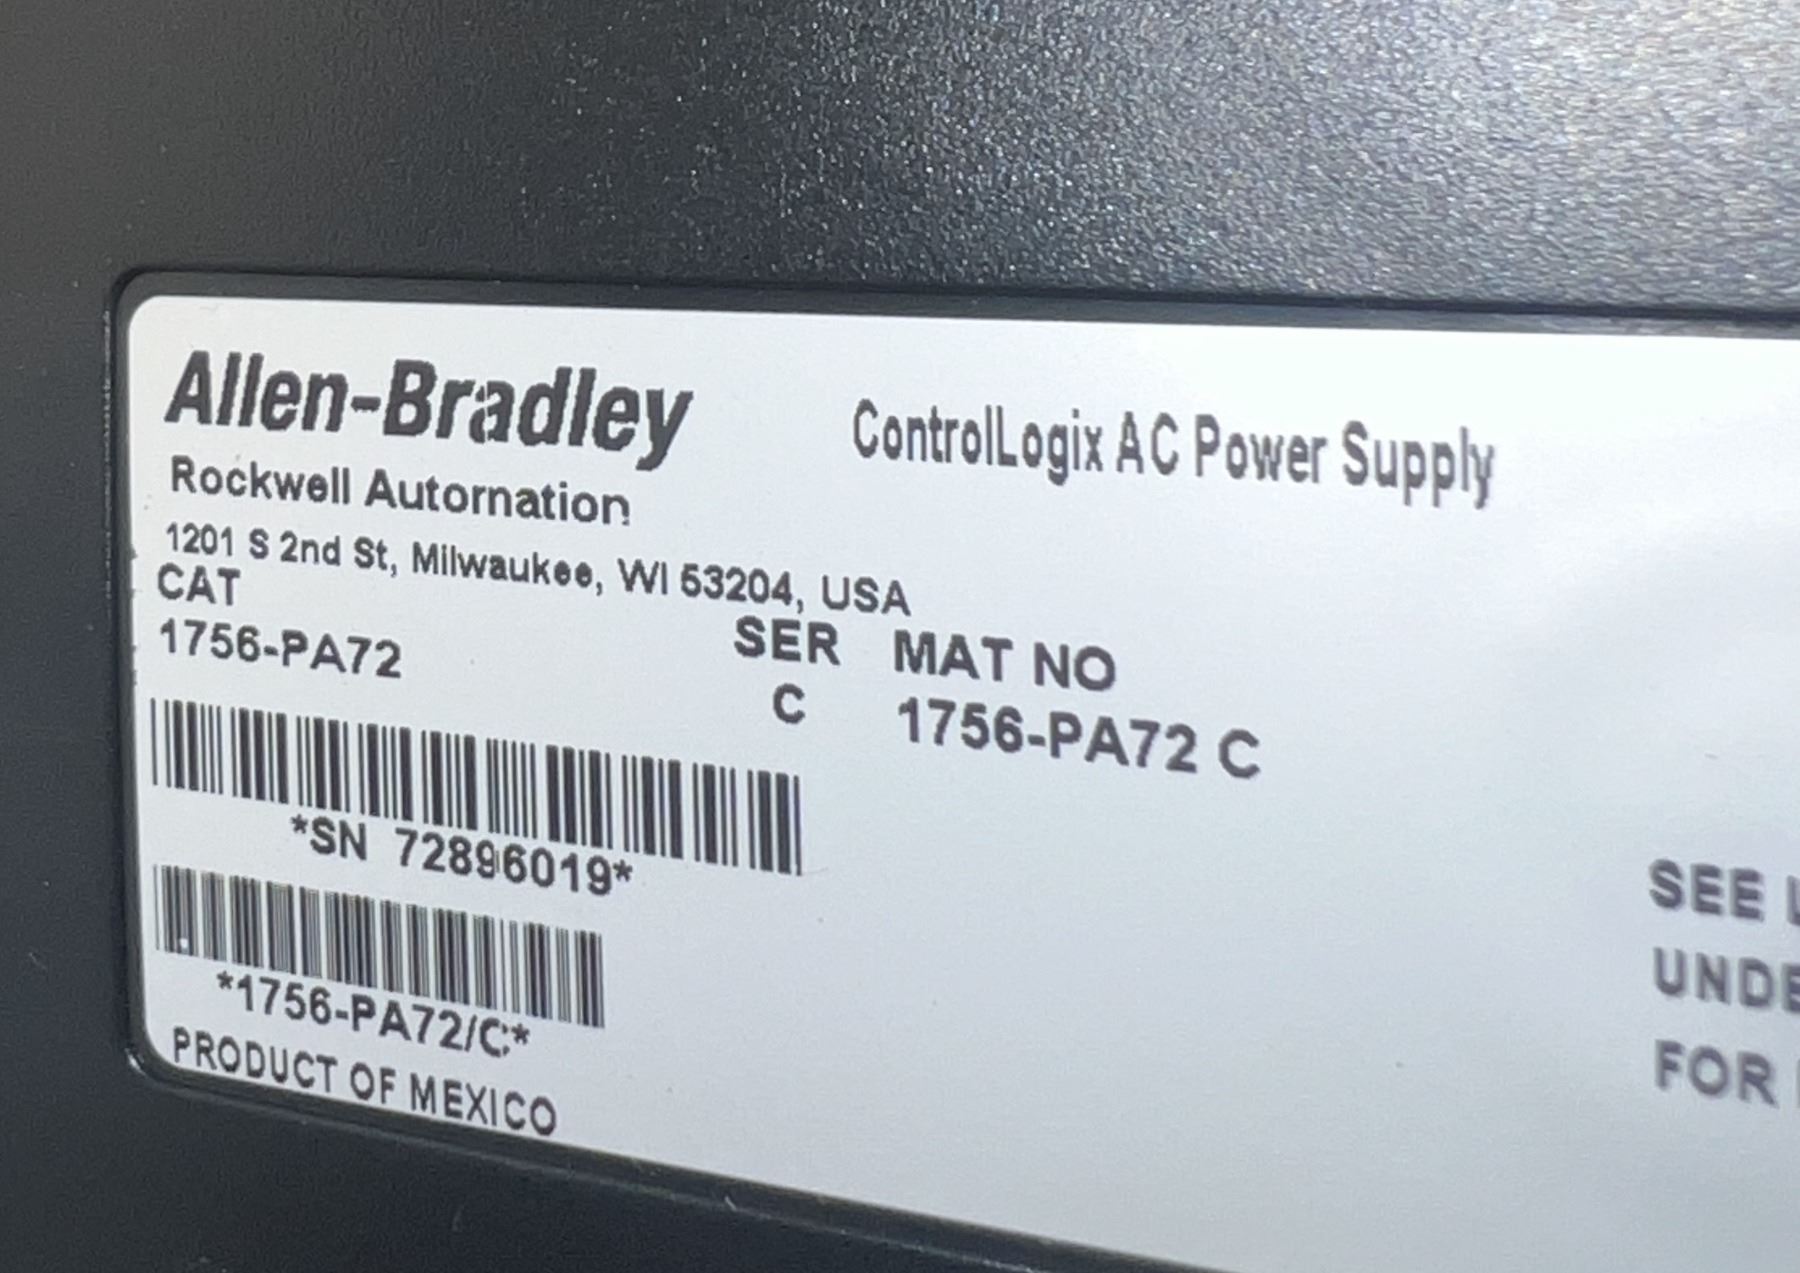 Allen-Bradley
ControlLogix AC Power Supply
Rockwell Automation
1201 S 2nd St, Milwaukee, WI 53204, USA
CAT
1756-PA72
SER
C
MAT NO
1756-PA72 C
*SN 72896019*
*1756-PA72/C*
PRODUCT OF MEXICO
SEE
FOR